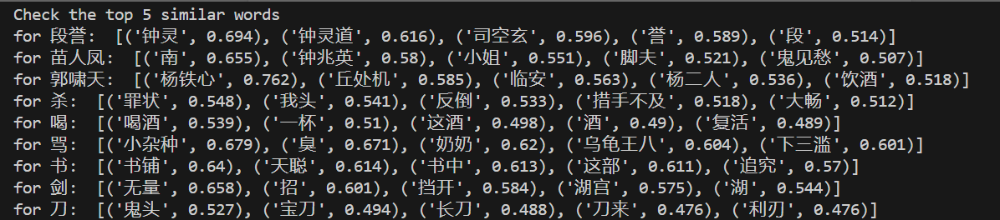 Check the top 5 similar words
for 段誉: [('钟灵', 0.694), ('钟灵道', 0.616), ('司空玄', 0.596), ('誉', 0.589), ('段', 0.514)]
for 苗人凤: [('南', 0.655), ('钟兆英', 0.58), ('小姐', 0.551), ('脚夫', 0.521), ('鬼见愁', 0.507)]
for 郭啸天: [('杨铁心', 0.762), ('丘处机', 0.585), ('临安', 0.563), ('杨二人', 0.536), ('饮酒', 0.518)]
for 杀: [('罪状', 0.548), ('我头', 0.541), ('反倒', 0.533), ('措手不及', 0.518), ('大畅', 0.512)]
for 喝: [('喝酒', 0.539), ('一杯', 0.51), ('这酒', 0.498), ('酒', 0.49), ('复活', 0.489)]
for 骂: [('小杂种', 0.679), ('臭', 0.671), ('奶奶', 0.62), ('乌龟王八', 0.604), ('下三滥', 0.601)]
for 书: [('书铺', 0.64), ('天聪', 0.614), ('书中', 0.613), ('这部', 0.611), ('追究', 0.57)]
for 剑: [('无量', 0.658), ('招', 0.601), ('挡开', 0.584), ('湖宫', 0.575), ('湖', 0.544)]
for 刀: [('鬼头', 0.527), ('宝刀', 0.494), ('长刀', 0.488), ('刀来', 0.476), ('利刃', 0.476)]